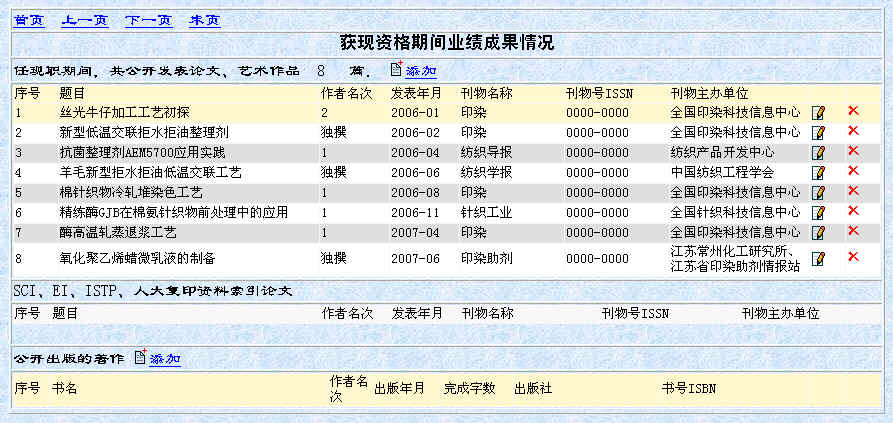 首页 上一页 下一页 末页
获现资格期间业绩成果情况
任现职期间，共公开发表论文、艺术作品 8 篇． 添加
序号 题目 作者名次 发表年月 刊物名称 刊物号ISSN 刊物主办单位
1 丝光牛仔加工工艺初探 2 2006-01 印染 0000-0000 全国印染科技信息中心
2 新型低温交联拒水拒油整理剂 独撰 2006-02 印染 0000-0000 全国印染科技信息中心
3 抗菌整理剂AEM5700应用实践 1 2006-04 纺织导报 0000-0000 纺织产品开发中心
4 羊毛新型拒水拒油低温交联工艺 独撰 2006-06 纺织学报 0000-0000 中国纺织工程学会
5 棉针织物冷轧堆染色工艺 1 2006-08 印染 0000-0000 全国印染科技信息中心
6 精练酶GJB在棉氨针织物前处理中的应用 1 2006-11 针织工业 0000-0000 全国针织科技信息中心
7 酶高温轧蒸退浆工艺 1 2007-04 印染 0000-0000 全国印染科技信息中心
8 氧化聚乙烯蜡微乳液的制备 独撰 2007-06 印染助剂 0000-0000 江苏常州化工研究所、
江苏省印染助剂情报站
SCI、EI、ISTP、人大复印资料索引论文
序号 题目 作者名次 发表年月 刊物名称 刊物号ISSN 刊物主办单位
公开出版的著作 添加
序号 书名 作者名次 出版年月 完成字数 出版社 书号ISBN